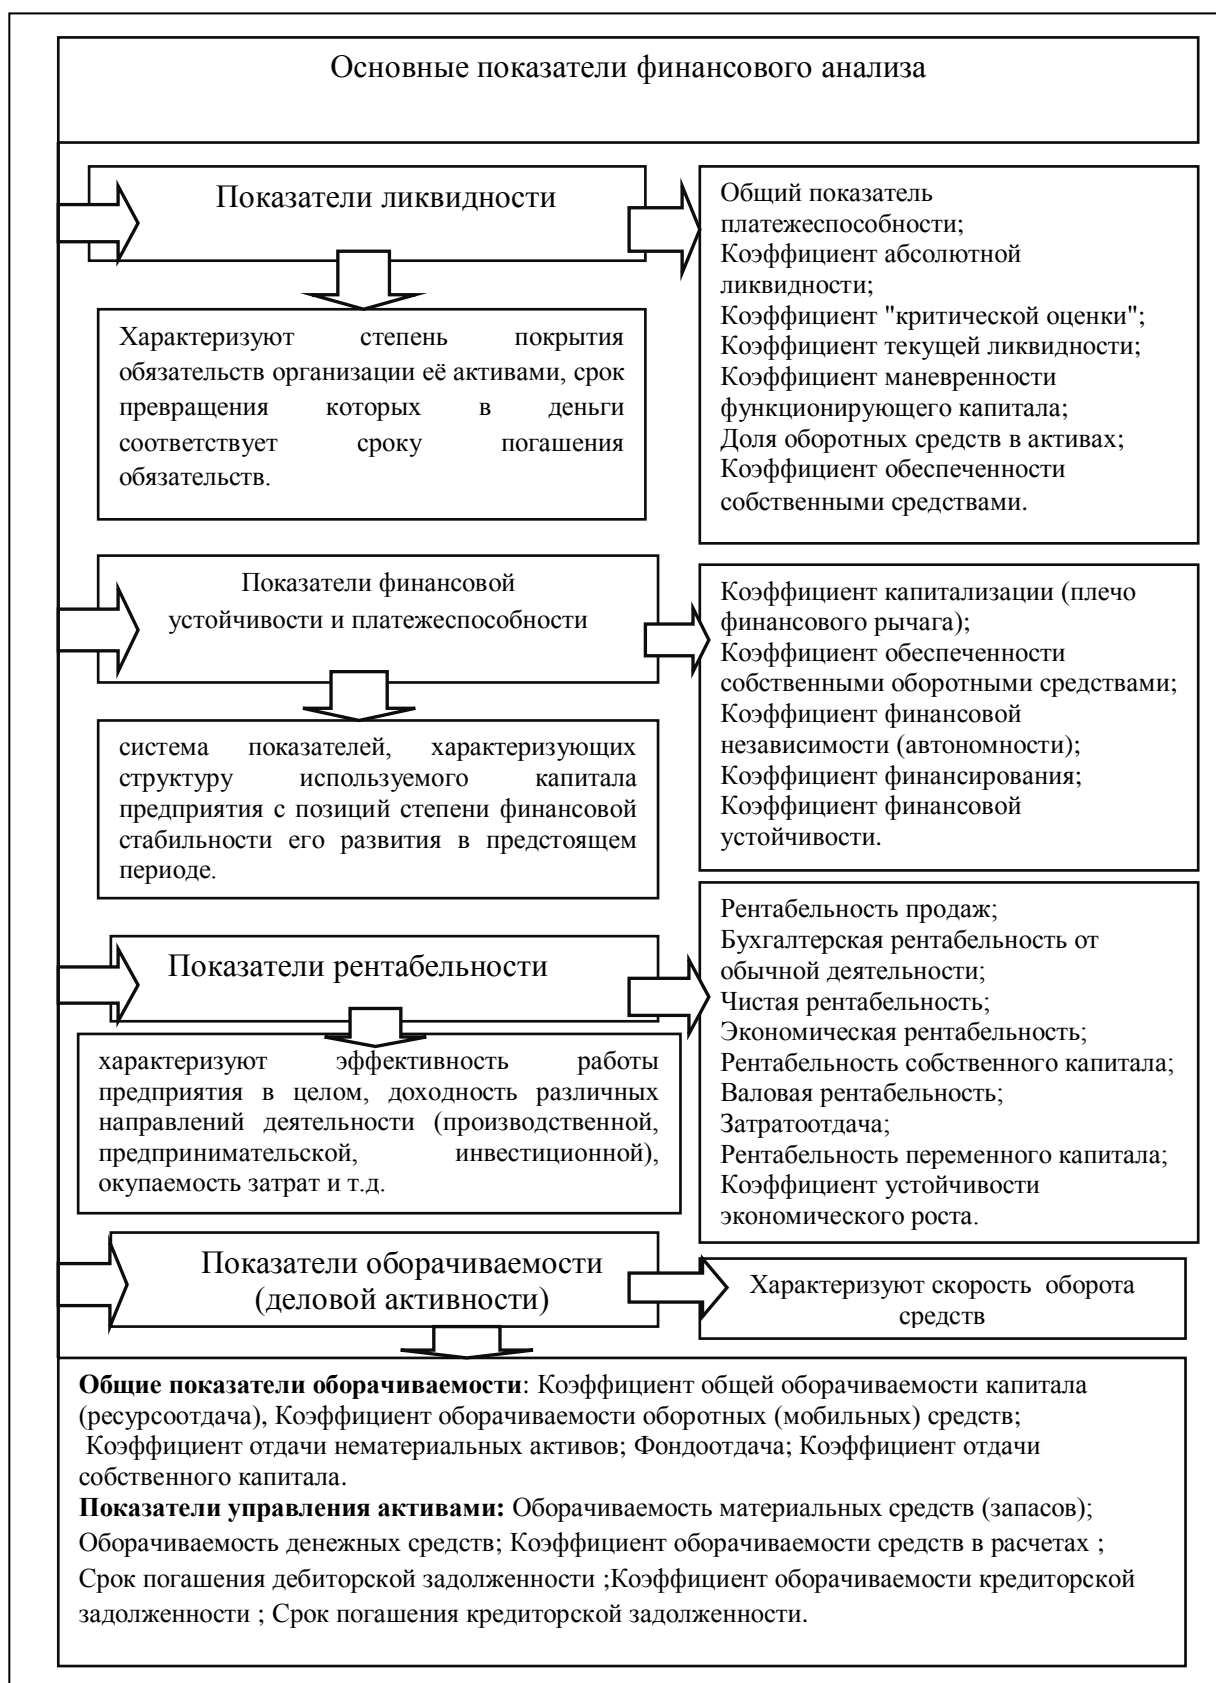 Основные показатели финансового анализа
Показатели ликвидности
Общий показатель
платежеспособности;
Коэффициент абсолютной
ликвидности;
Коэффициент "критической оценки";
Коэффициент текущей ликвидности;
Коэффициент маневренности
функционирующего капитала;
Доля оборотных средств в активах;
Коэффициент обеспеченности
собственными средствами.
Характеризуют степень покрытия
обязательств организации её активами, срок
превращения которых в деньги
соответствует сроку погашения
обязательств.
Показатели финансовой
устойчивости и платежеспособности
Коэффициент капитализации (плечо
финансового рычага);
Коэффициент обеспеченности
собственными оборотными средствами;
Коэффициент финансовой
независимости (автономности);
Коэффициент финансирования;
Коэффициент финансовой
устойчивости.
система показателей, характеризующих
структуру используемого капитала
предприятия с позиций степени финансовой
стабильности его развития в предстоящем
периоде.
Показатели рентабельности
Рентабельность продаж;
Бухгалтерская рентабельность от
обычной деятельности;
Чистая рентабельность;
Экономическая рентабельность;
Рентабельность собственного капитала;
Валовая рентабельность;
Затратоотдача;
Рентабельность переменного капитала;
Коэффициент устойчивости
экономического роста.
характеризуют эффективность работы
предприятия в целом, доходность различных
направлений деятельности (производственной,
предпринимательской, инвестиционной),
окупаемость затрат и т.д.
Показатели оборачиваемости
(деловой активности)
Характеризуют скорость оборота
средств
Общие показатели оборачиваемости: Коэффициент общей оборачиваемости капитала
(ресурсоотдача), Коэффициент оборачиваемости оборотных (мобильных) средств;
Коэффициент отдачи нематериальных активов; Фондоотдача; Коэффициент отдачи
собственного капитала.
Показатели управления активами: Оборачиваемость материальных средств (запасов);
Оборачиваемость денежных средств; Коэффициент оборачиваемости средств в расчетах ;
Срок погашения дебиторской задолженности ;Коэффициент оборачиваемости кредиторской
задолженности ; Срок погашения кредиторской задолженности.